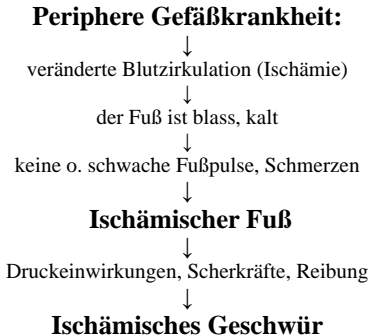 Periphere Gefäßkrankheit:
↓
veränderte Blutzirkulation (Ischämie)
↓
der Fuß ist blass, kalt
↓
keine o. schwache Fußpulse, Schmerzen
↓
Ischämischer Fuß
↓
Druckeinwirkungen, Scherkräfte, Reibung
↓
Ischämisches Geschwür